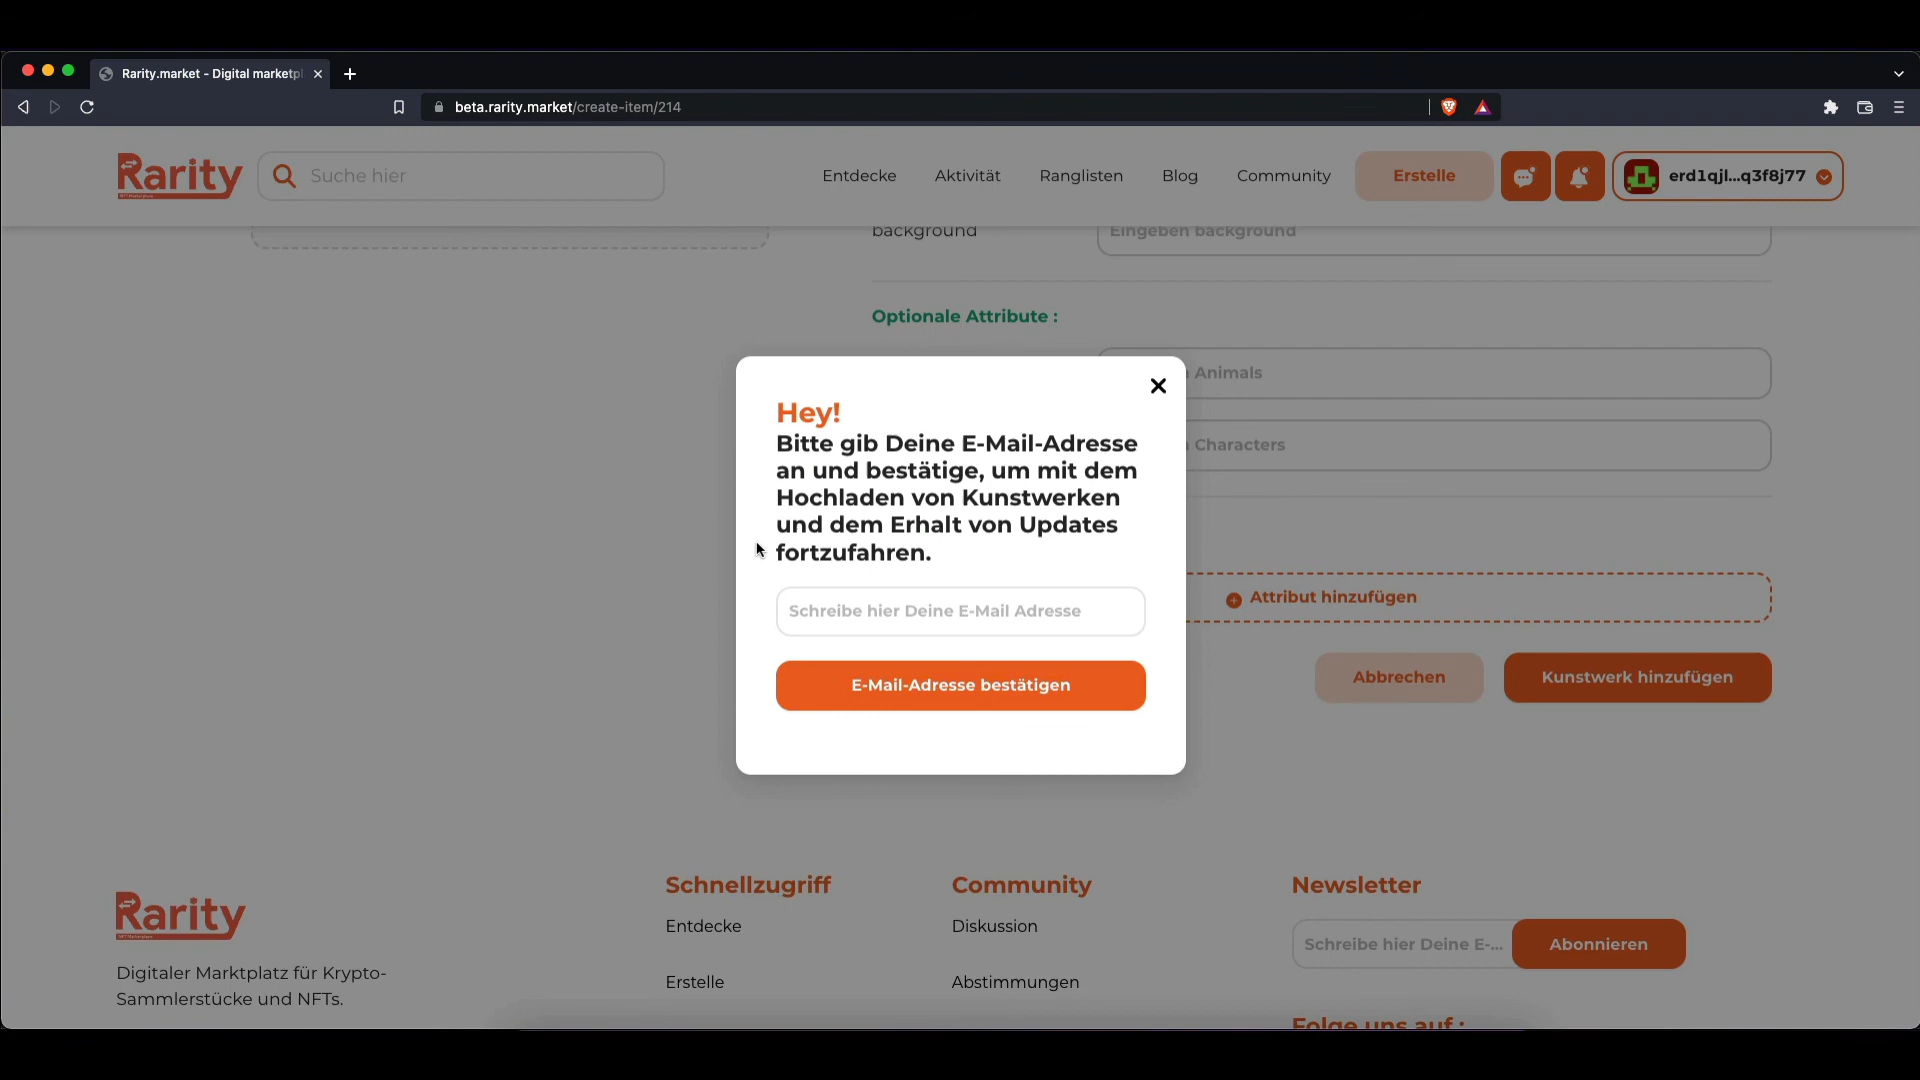 Rarity.market - Digital marketpl
beta.rarity.market/create-item/214
Rarity
Suche hier
Entdecke
Aktivität
Ranglisten
Blog
Community
Erstelle
erd1qjl...q3f8j77
background
Eingeben background
Optionale Attribute :
Animals
Characters
Hey!
Bitte gib Deine E-Mail-Adresse
an und bestätige, um mit dem
Hochladen von Kunstwerken
und dem Erhalt von Updates
fortzufahren.
Schreibe hier Deine E-Mail Adresse
E-Mail-Adresse bestätigen
Attribut hinzufügen
Abbrechen
Kunstwerk hinzufügen
Rarity
Digitaler Marktplatz für Krypto-
Sammlerstücke und NFTs.
Schnellzugriff
Entdecke
Erstelle
Community
Diskussion
Abstimmungen
Newsletter
Schreibe hier Deine E-...
Abonnieren
Folge uns auf :